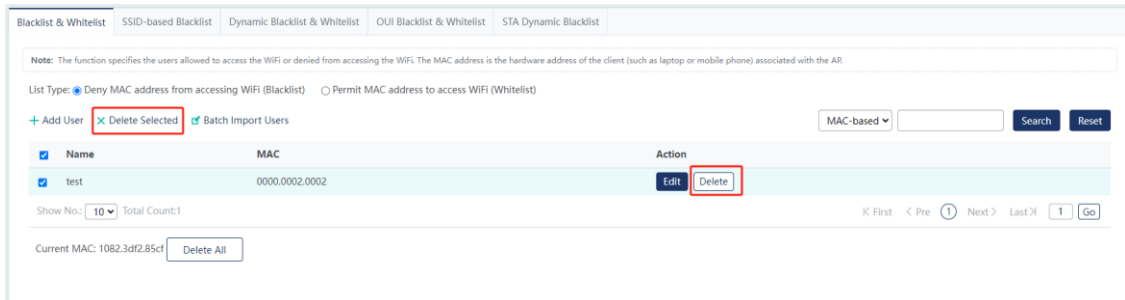 Blacklist & Whitelist SSID-based Blacklist Dynamic Blacklist & Whitelist OUI Blacklist & Whitelist STA Dynamic Blacklist
Note: The function specifies the users allowed to access the WiFi or denied from accessing the WiFi. The MAC address is the hardware address of the client (such as laptop or mobile phone) associated with the AP.
List Type: Deny MAC address from accessing WiFi (Blacklist) Permit MAC address to access WiFi (Whitelist)
+ Add User X Delete Selected Batch Import Users MAC-based Search Reset
Name MAC Action
test 0000.0002.0002 Edit Delete
Show No.: 10 Total Count:1 First < Pre 1 Next > Last 1 Go
Current MAC: 1082.3df2.85cf Delete All